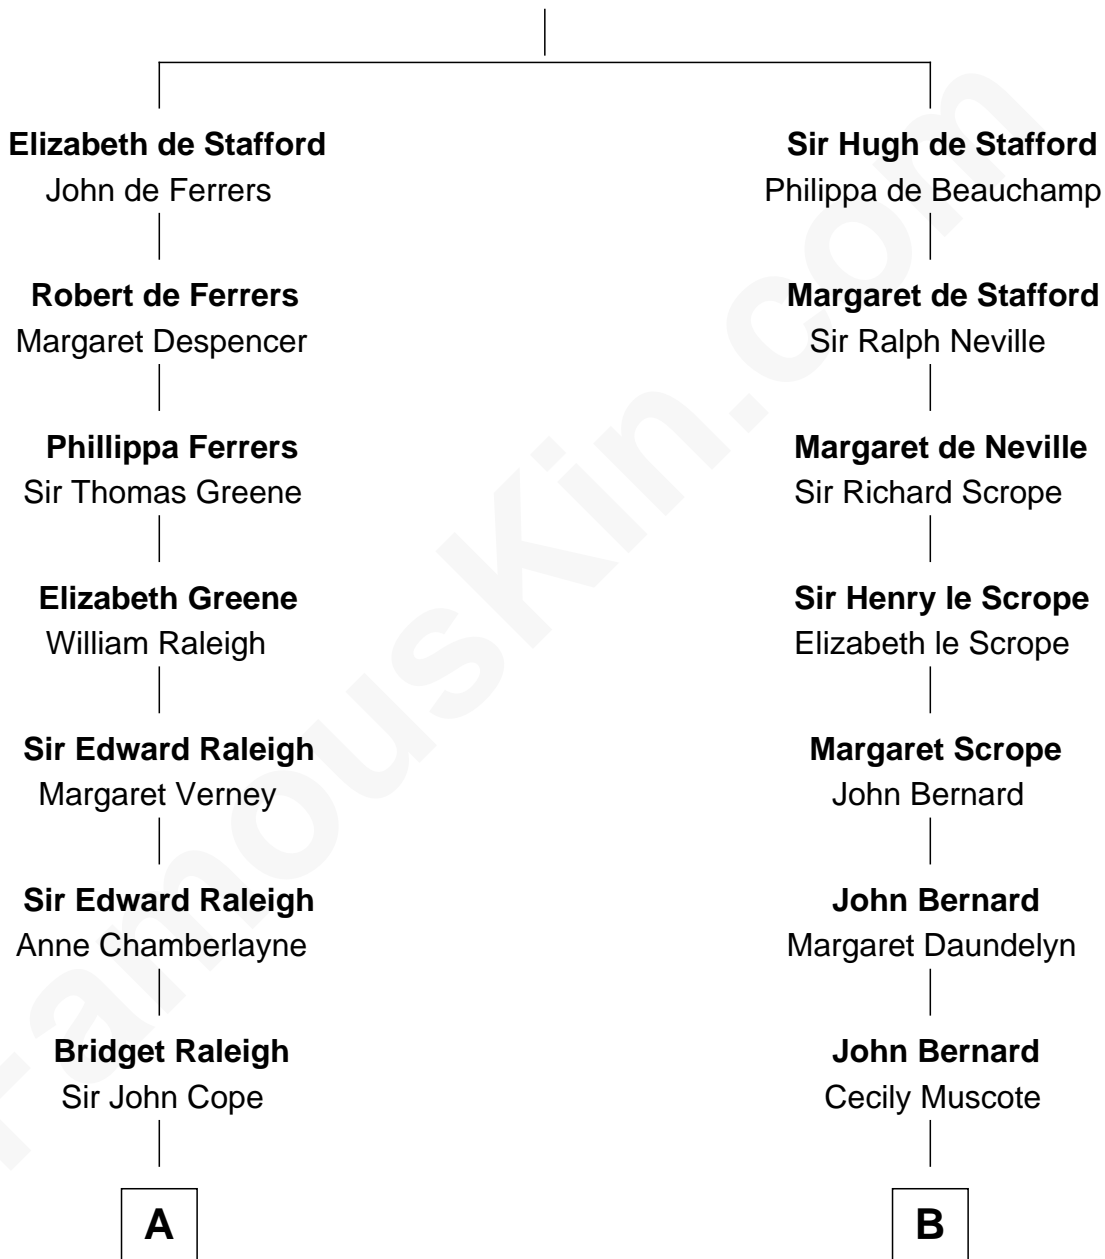 Elizabeth de Stafford
John de Ferrers
Robert de Ferrers
Margaret Despencer
Phillippa Ferrers
Sir Thomas Greene
Elizabeth Greene
William Raleigh
Sir Edward Raleigh
Margaret Verney
Sir Edward Raleigh
Anne Chamberlayne
Bridget Raleigh
Sir John Cope
A
Sir Hugh de Stafford
Philippa de Beauchamp
Margaret de Stafford
Sir Ralph Neville
Margaret de Neville
Sir Richard Scrope
Sir Henry le Scrope
Elizabeth le Scrope
Margaret Scrope
John Bernard
John Bernard
Margaret Daundelyn
John Bernard
Cecily Muscote
B
FamousKin.com